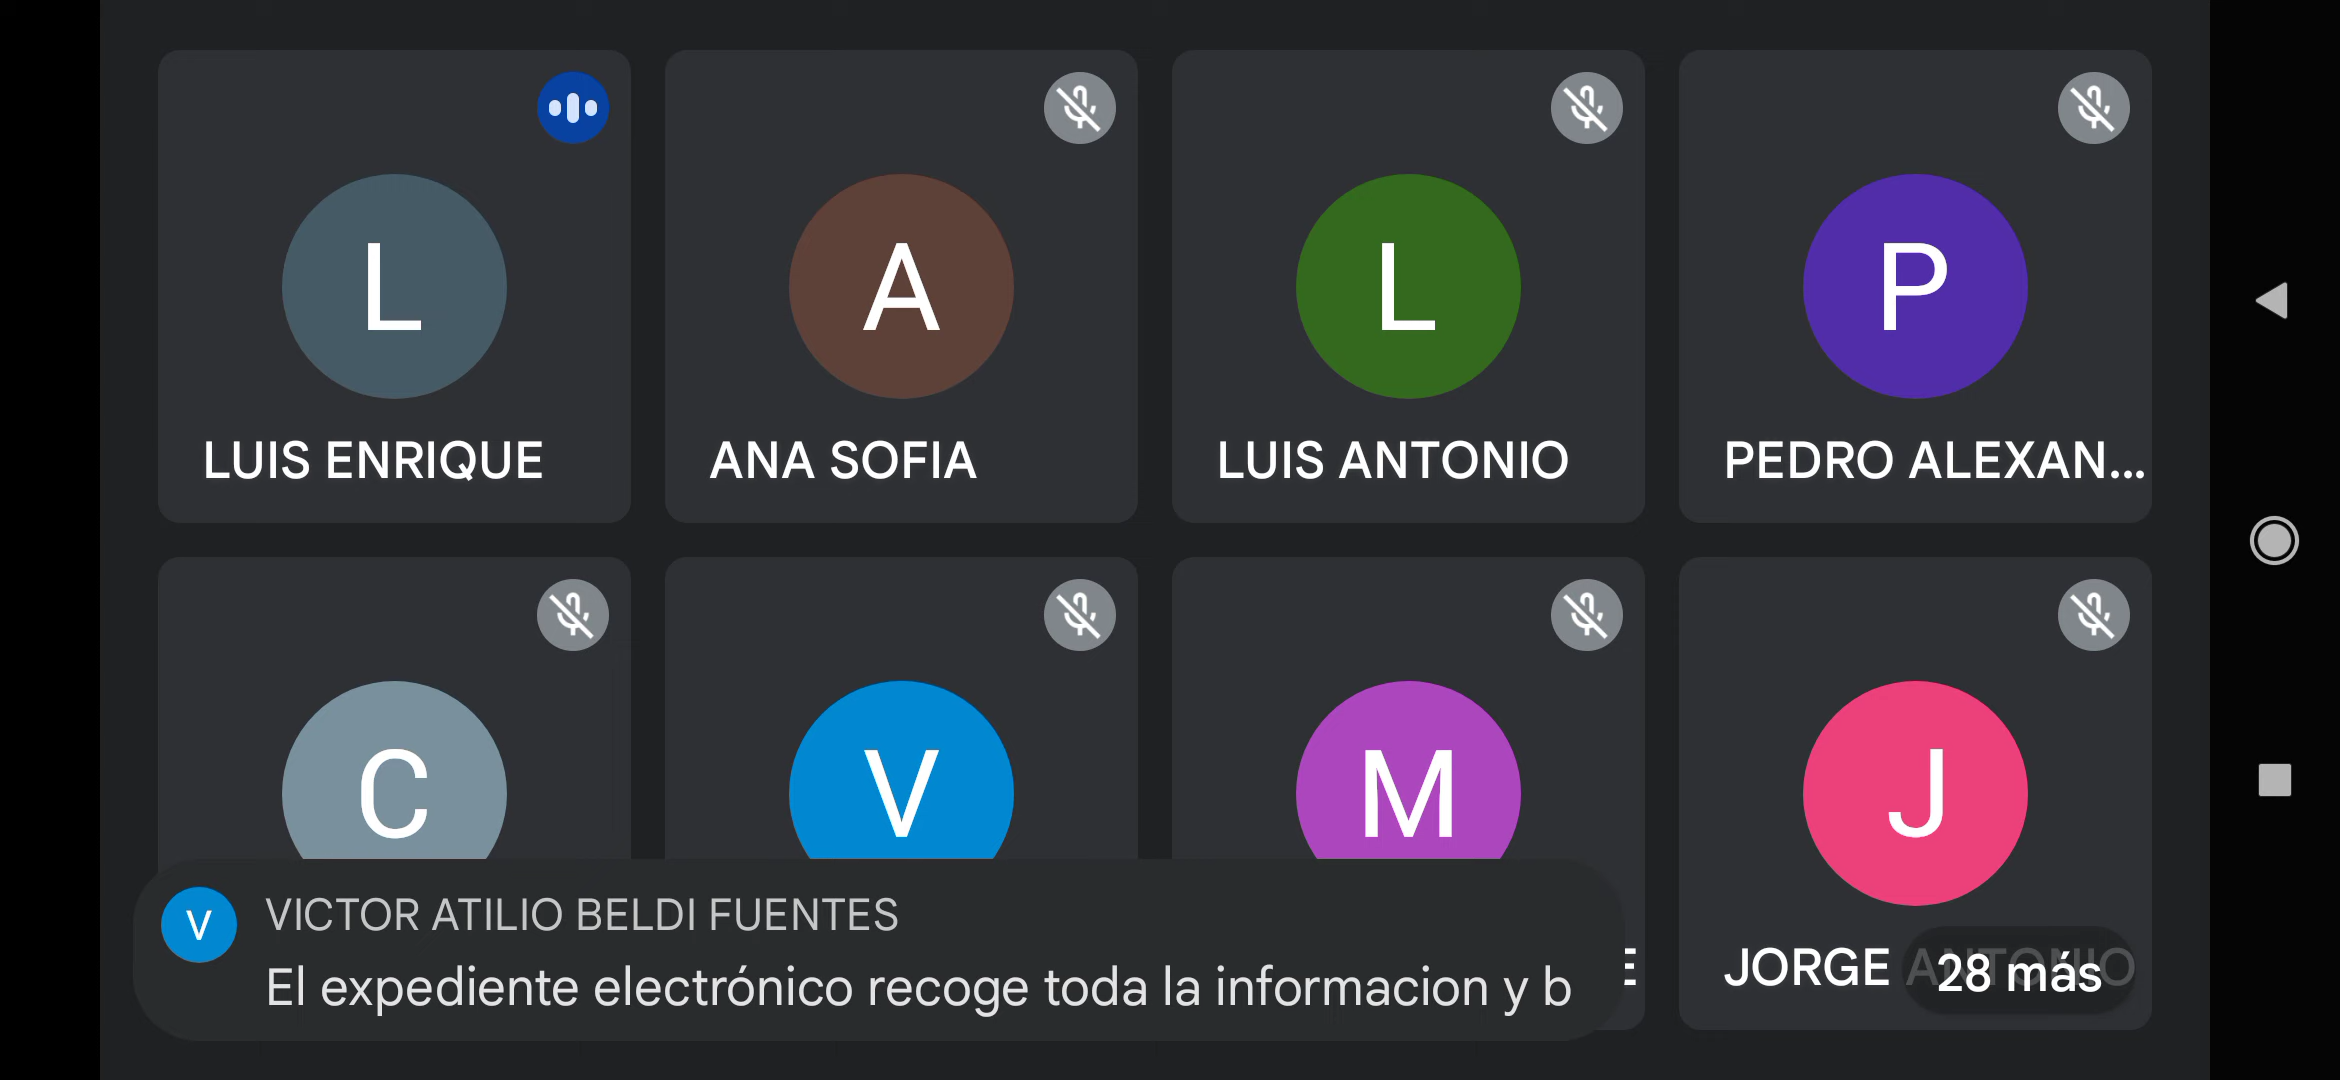 L
A
L
P
LUIS ENRIQUE
ANA SOFIA
LUIS ANTONIO
PEDRO ALEXAN...
C
V
M
J
V
VICTOR ATILIO BELDI FUENTES
El expediente electrónico recoge toda la informacion y b
E
JORGE ANTONIO
28 más